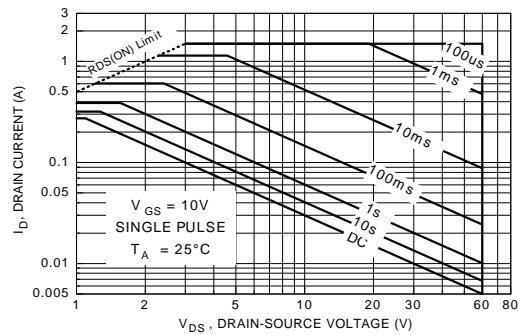 3
2
1
0.5
0.1
0.05
0.01
0.005
I D, DRAIN CURRENT (A)
RDS(ON) Limit
100us
1ms
10ms
100ms
1s
10s
DC
V GS = 10V
SINGLE PULSE
T A = 25°C
1 2 5 10 20 30 60 80
V DS , DRAIN-SOURCE VOLTAGE (V)